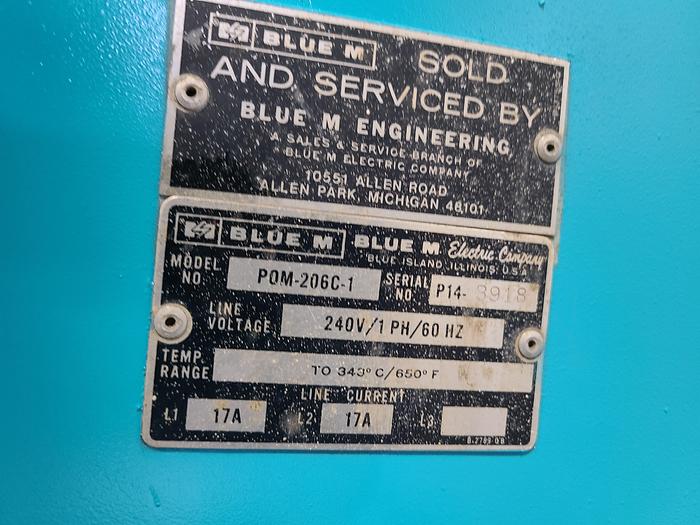 BLUE M SOLD
AND SERVICED BY
BLUE M ENGINEERING
A SALES & SERVICE BRANCH OF
BLUE M ELECTRIC COMPANY
10551 ALLEN ROAD
ALLEN PARK, MICHIGAN 48101
BLUE M BLUE M Electric Company
BLUE ISLAND, ILLINOIS U.S.A.
MODEL NO. POM-206C-1 SERIAL NO. P14-3918
LINE VOLTAGE 240V/1 PH/60 HZ
TEMP. RANGE TO 343° C/650° F
LINE CURRENT
L1 17A L2 17A L3